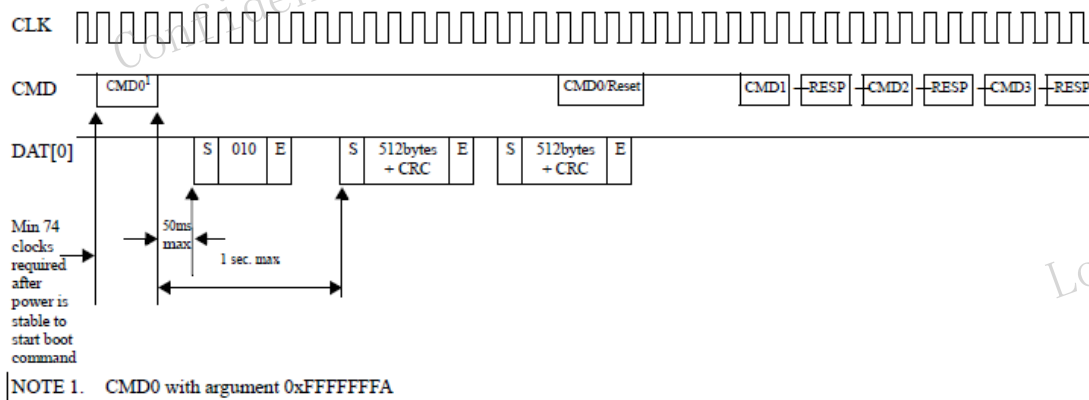 Confiden
CLK
CMD CMD0¹ CMD0/Reset CMD1 RESP CMD2 RESP CMD3 RESP
DAT[0] S 010 E S 512bytes + CRC E S 512bytes + CRC E
50ms max
1 sec. max
Min 74
clocks
required
after
power is
stable to
start boot
command
Lo
NOTE 1. CMD0 with argument 0xFFFFFFFA